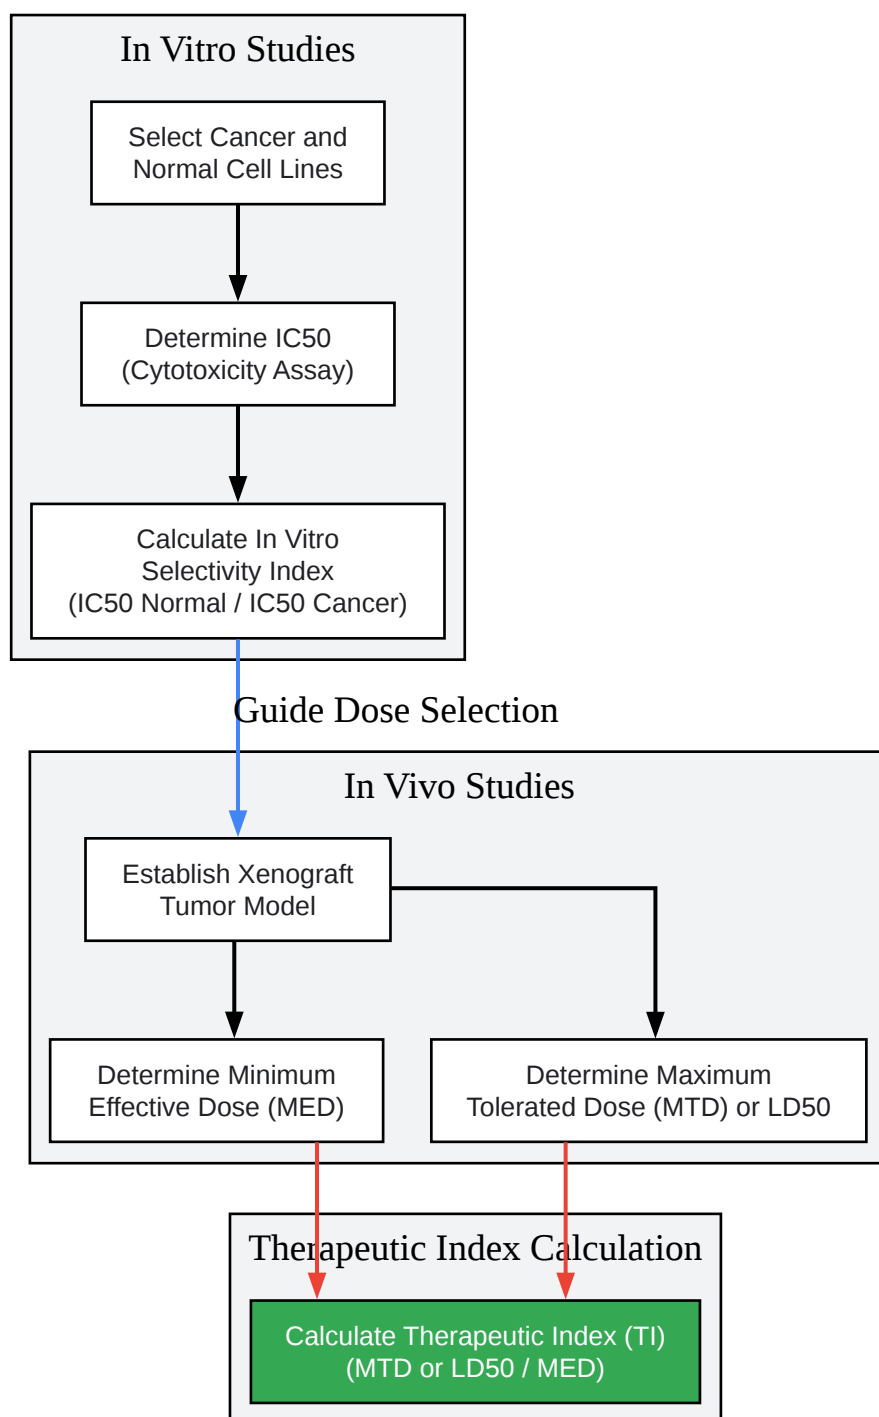 In Vitro Studies
Select Cancer and
Normal Cell Lines
Determine IC50
(Cytotoxicity Assay)
Calculate In Vitro
Selectivity Index
(IC50 Normal / IC50 Cancer)
Guide Dose Selection
In Vivo Studies
Establish Xenograft
Tumor Model
Determine Minimum
Effective Dose (MED)
Determine Maximum
Tolerated Dose (MTD) or LD50
Therapeutic Index Calculation
Calculate Therapeutic Index (TI)
(MTD or LD50 / MED)